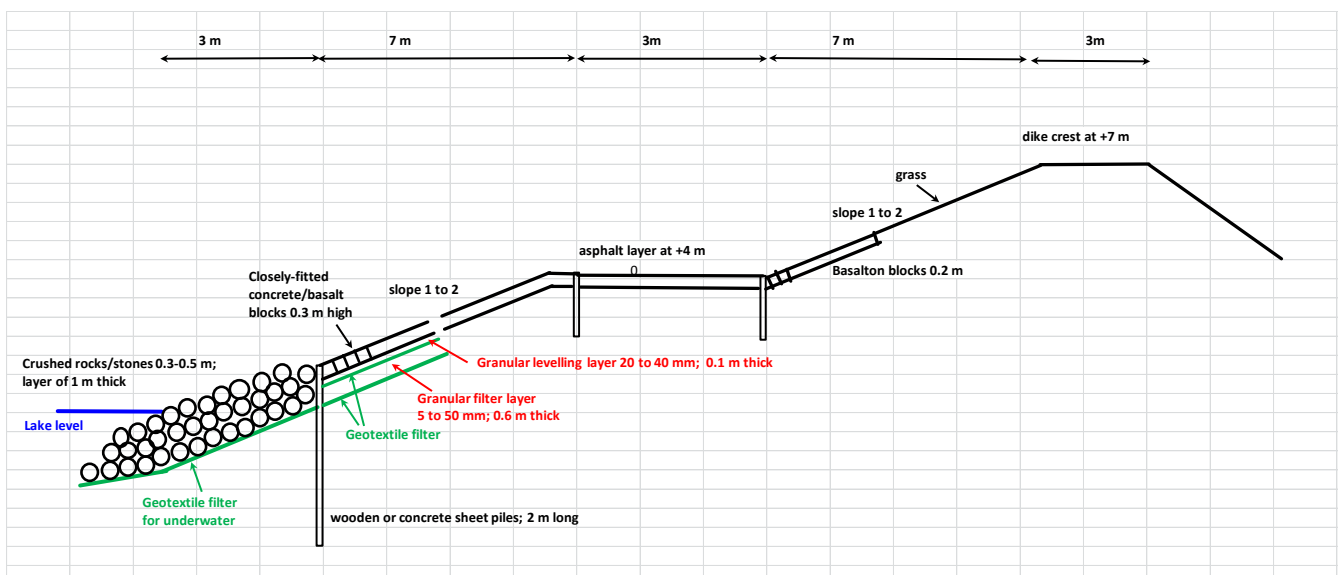 3 m
7 m
3m
7 m
3m
dike crest at +7 m
grass
slope 1 to 2
asphalt layer at +4 m
0
Basalton blocks 0.2 m
Closely-fitted
concrete/basalt
blocks 0.3 m high
slope 1 to 2
Crushed rocks/stones 0.3-0.5 m;
layer of 1 m thick
Granular levelling layer 20 to 40 mm; 0.1 m thick
Granular filter layer
5 to 50 mm; 0.6 m thick
Lake level
Geotextile filter
Geotextile filter
for underwater
wooden or concrete sheet piles; 2 m long